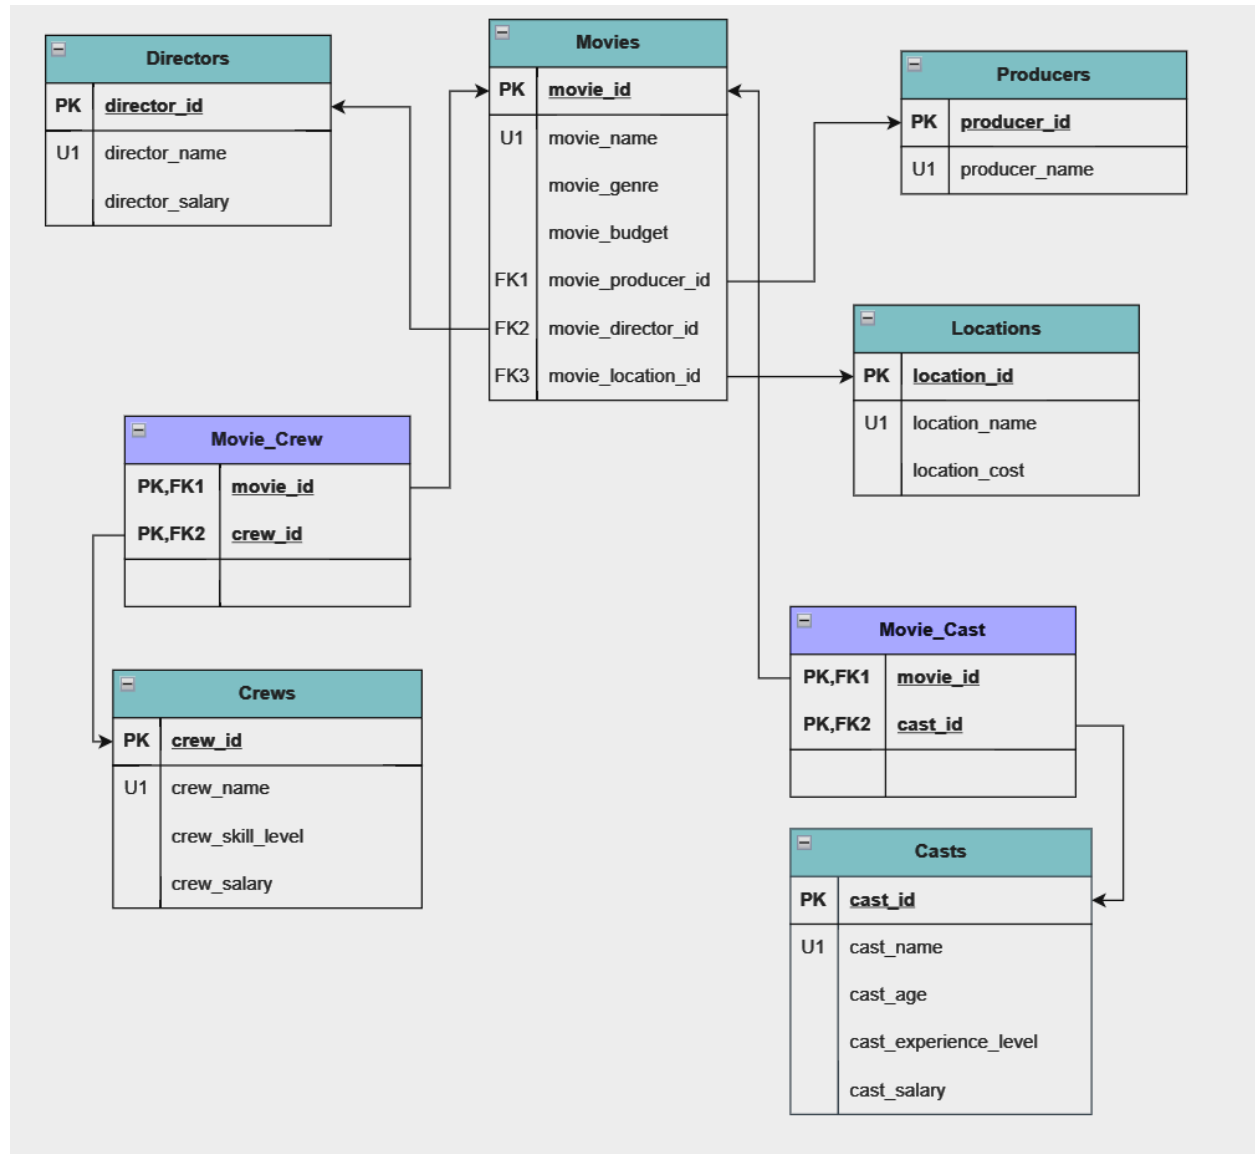 Directors
PK director_id
U1 director_name
director_salary
Movies
PK movie_id
U1 movie_name
movie_genre
movie_budget
FK1 movie_producer_id
FK2 movie_director_id
FK3 movie_location_id
Producers
PK producer_id
U1 producer_name
Locations
PK location_id
U1 location_name
location_cost
Movie_Crew
PK,FK1 movie_id
PK,FK2 crew_id
Crews
PK crew_id
U1 crew_name
crew_skill_level
crew_salary
Movie_Cast
PK,FK1 movie_id
PK,FK2 cast_id
Casts
PK cast_id
U1 cast_name
cast_age
cast_experience_level
cast_salary